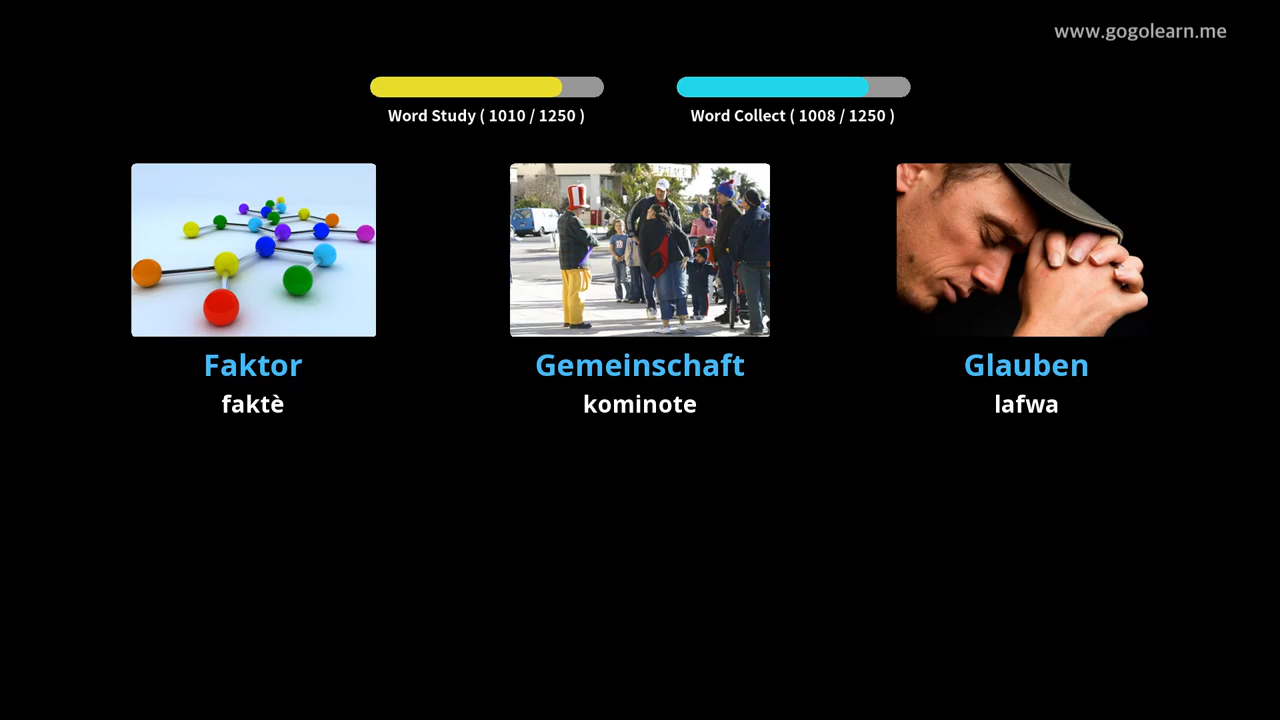 www.gogolearn.me
Word Study ( 1010 / 1250 )
Word Collect ( 1008 / 1250 )
Faktor
faktè
Gemeinschaft
kominote
Glauben
lafwa